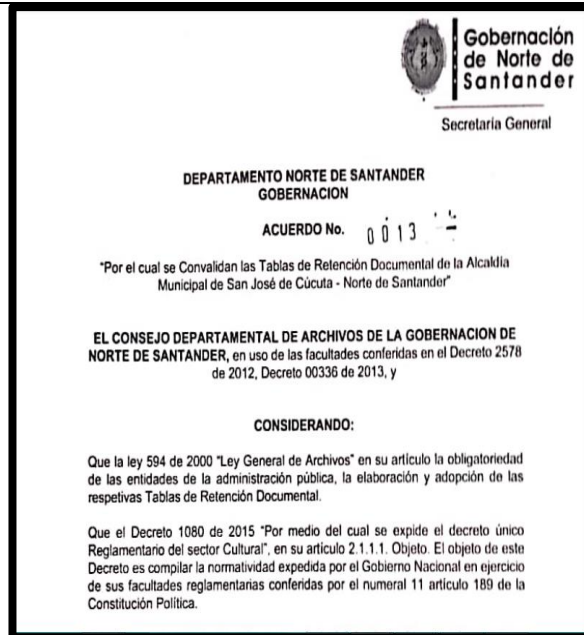 Gobernación
de Norte de
Santander
Secretaria General
DEPARTAMENTO NORTE DE SANTANDER
GOBERNACION
ACUERDO No. 0013
"Por el cual se Convalidan las Tablas de Retención Documental de la Alcaldía
Municipal de San José de Cúcuta - Norte de Santander"
EL CONSEJO DEPARTAMENTAL DE ARCHIVOS DE LA GOBERNACION DE
NORTE DE SANTANDER, en uso de las facultades conferidas en el Decreto 2578
de 2012, Decreto 00336 de 2013, y
CONSIDERANDO:
Que la ley 594 de 2000 "Ley General de Archivos" en su articulo la obligatoriedad
de las entidades de la administración pública, la elaboración y adopción de las
respetivas Tablas de Retención Documental.
Que el Decreto 1080 de 2015 "Por medio del cual se expide el decreto único
Reglamentario del sector Cultural", en su articulo 2.1.1.1. Objeto. El objeto de este
Decreto es compilar la normatividad expedida por el Gobierno Nacional en ejercicio
de sus facultades reglamentarias conferidas por el numeral 11 articulo 189 de la
Constitución Política.